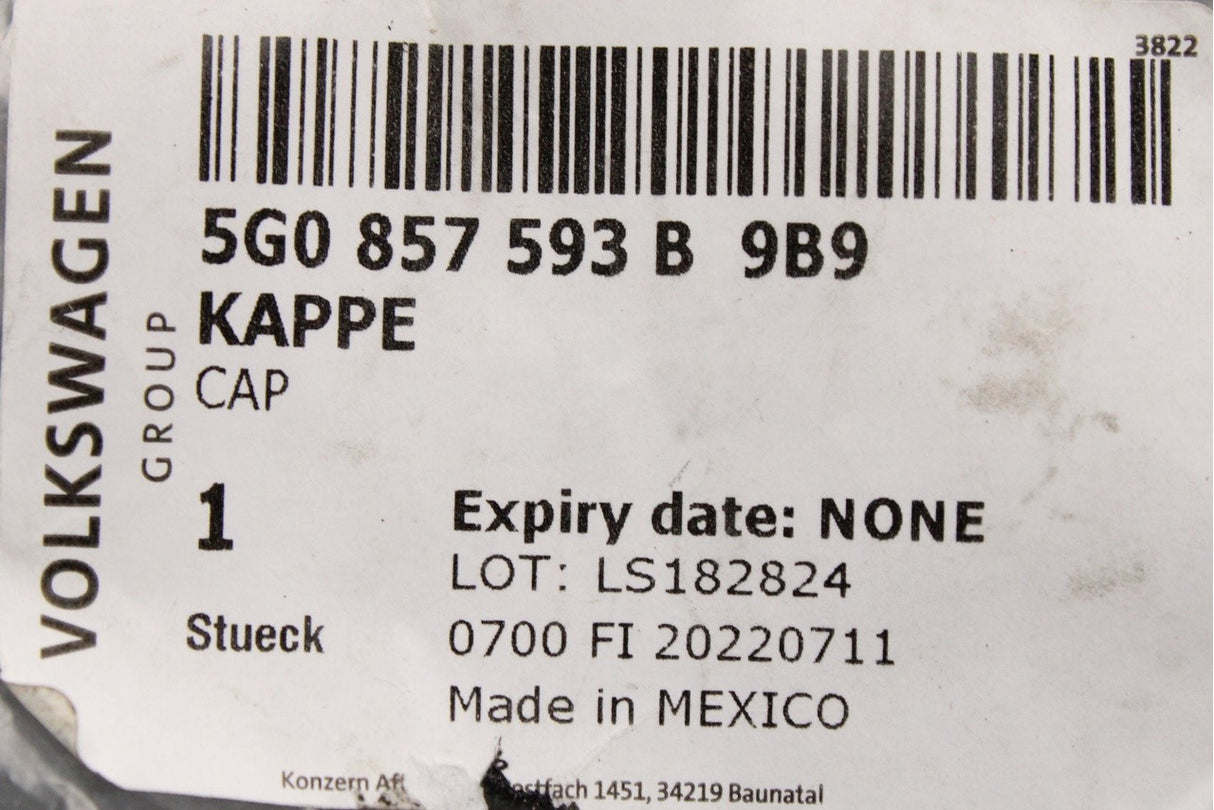 3822
VOLKSWAGEN
GROUP
5G0 857 593 B 9B9
KAPPE
CAP
1
Stueck
Expiry date: NONE
LOT: LS182824
0700 FI 20220711
Made in MEXICO
Konzern 1451, 34219 Baunatal